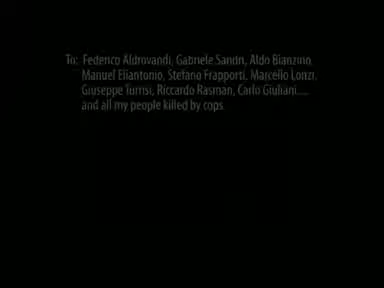 To: Federico Aldrovandi, Gabriele Sandri, Aldo Bianzino,
Manuel Eliantonio, Stefano Frapporti, Marcello Lonzi,
Giuseppe Turrisi, Riccardo Rasman, Carlo Giuliani.....
and all my people killed by cops.